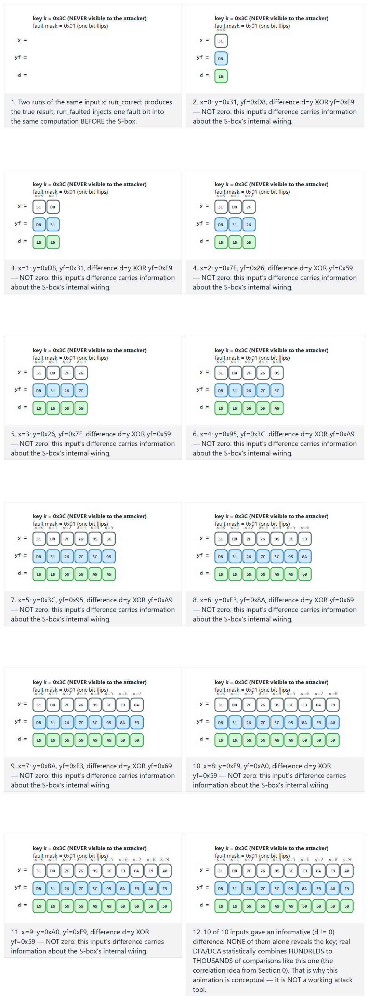 key k = 0x3C (NEVER visible to the attacker)
fault mask = 0x01 (one bit flips)
y =
yf =
d =
1. Two runs of the same input x: run_correct produces
the true result, run_faulted injects one fault bit into
the same computation BEFORE the S-box.
key k = 0x3C (NEVER visible to the attacker)
fault mask = 0x01 (one bit flips)
x=0
y = 31
yf = D8
d = E9
2. x=0: y=0x31, yf=0xD8, difference d=y XOR yf=0xE9
— NOT zero: this input's difference carries information
about the S-box's internal wiring.
key k = 0x3C (NEVER visible to the attacker)
fault mask = 0x01 (one bit flips)
x=0 x=1
y = 31 D8
yf = D8 31
d = E9 E9
3. x=1: y=0xD8, yf=0x31, difference d=y XOR yf=0xE9
— NOT zero: this input's difference carries information
about the S-box's internal wiring.
key k = 0x3C (NEVER visible to the attacker)
fault mask = 0x01 (one bit flips)
x=0 x=1 x=2
y = 31 D8 7F
yf = D8 31 26
d = E9 E9 59
4. x=2: y=0x7F, yf=0x26, difference d=y XOR yf=0x59
— NOT zero: this input's difference carries information
about the S-box's internal wiring.
key k = 0x3C (NEVER visible to the attacker)
fault mask = 0x01 (one bit flips)
x=0 x=1 x=2 x=3
y = 31 D8 7F 26
yf = D8 31 26 7F
d = E9 E9 59 59
5. x=3: y=0x26, yf=0x7F, difference d=y XOR yf=0x59
— NOT zero: this input's difference carries information
about the S-box's internal wiring.
key k = 0x3C (NEVER visible to the attacker)
fault mask = 0x01 (one bit flips)
x=0 x=1 x=2 x=3 x=4
y = 31 D8 7F 26 95
yf = D8 31 26 7F 3C
d = E9 E9 59 59 A9
6. x=4: y=0x95, yf=0x3C, difference d=y XOR yf=0xA9
— NOT zero: this input's difference carries information
about the S-box's internal wiring.
key k = 0x3C (NEVER visible to the attacker)
fault mask = 0x01 (one bit flips)
x=0 x=1 x=2 x=3 x=4 x=5
y = 31 D8 7F 26 95 3C
yf = D8 31 26 7F 3C 95
d = E9 E9 59 59 A9 A9
7. x=5: y=0x3C, yf=0x95, difference d=y XOR yf=0xA9
— NOT zero: this input's difference carries information
about the S-box's internal wiring.
key k = 0x3C (NEVER visible to the attacker)
fault mask = 0x01 (one bit flips)
x=0 x=1 x=2 x=3 x=4 x=5 x=6
y = 31 D8 7F 26 95 3C E3
yf = D8 31 26 7F 3C 95 8A
d = E9 E9 59 59 A9 A9 69
8. x=6: y=0xE3, yf=0x8A, difference d=y XOR yf=0x69
— NOT zero: this input's difference carries information
about the S-box's internal wiring.
key k = 0x3C (NEVER visible to the attacker)
fault mask = 0x01 (one bit flips)
x=0 x=1 x=2 x=3 x=4 x=5 x=6 x=7
y = 31 D8 7F 26 95 3C E3 8A
yf = D8 31 26 7F 3C 95 8A E3
d = E9 E9 59 59 A9 A9 69 69
9. x=7: y=0x8A, yf=0xE3, difference d=y XOR yf=0x69
— NOT zero: this input's difference carries information
about the S-box's internal wiring.
key k = 0x3C (NEVER visible to the attacker)
fault mask = 0x01 (one bit flips)
x=0 x=1 x=2 x=3 x=4 x=5 x=6 x=7 x=8
y = 31 D8 7F 26 95 3C E3 8A F9
yf = D8 31 26 7F 3C 95 8A E3 A0
d = E9 E9 59 59 A9 A9 69 69 59
10. x=8: y=0xF9, yf=0xA0, difference d=y XOR
yf=0x59 — NOT zero: this input's difference carries
information about the S-box's internal wiring.
key k = 0x3C (NEVER visible to the attacker)
fault mask = 0x01 (one bit flips)
x=0 x=1 x=2 x=3 x=4 x=5 x=6 x=7 x=8 x=9
y = 31 D8 7F 26 95 3C E3 8A F9 A0
yf = D8 31 26 7F 3C 95 8A E3 A0 F9
d = E9 E9 59 59 A9 A9 69 69 59 59
11. x=9: y=0xA0, yf=0xF9, difference d=y XOR
yf=0x59 — NOT zero: this input's difference carries
information about the S-box's internal wiring.
key k = 0x3C (NEVER visible to the attacker)
fault mask = 0x01 (one bit flips)
x=0 x=1 x=2 x=3 x=4 x=5 x=6 x=7 x=8 x=9
y = 31 D8 7F 26 95 3C E3 8A F9 A0
yf = D8 31 26 7F 3C 95 8A E3 A0 F9
d = E9 E9 59 59 A9 A9 69 69 59 59
12. 10 of 10 inputs gave an informative (d != 0)
difference. NONE of them alone reveals the key; real
DFA/DCA statistically combines HUNDREDS to
THOUSANDS of comparisons like this one (the
correlation idea from Section 0). That is why this
animation is conceptual — it is NOT a working attack
tool.